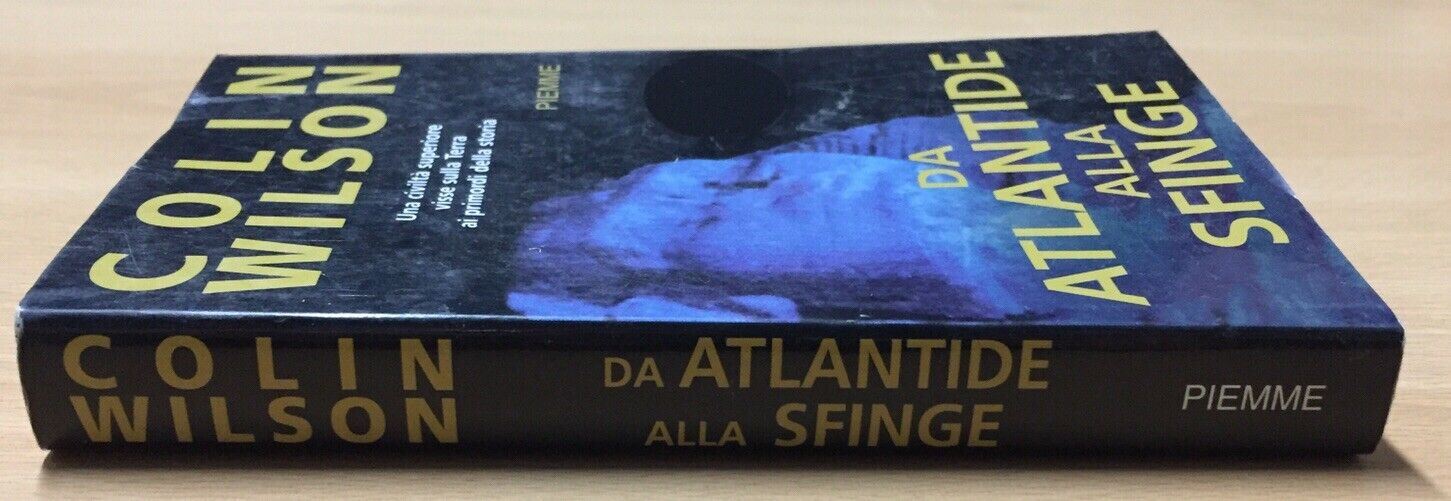 COLIN
WILSON
Una civiltà superiore
visse sulla Terra
ai primordi della storia
PIEMME
DA
ATLANTIDE
ALLA
SFINGE
COLIN
WILSON
DA ATLANTIDE
ALLA SFINGE
PIEMME